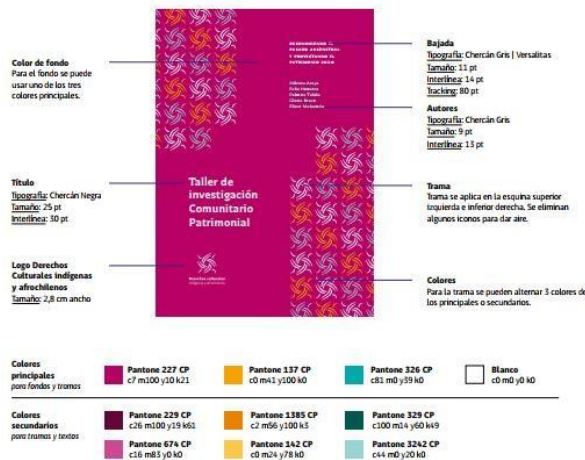 Color de fondo
Para el fondo se puede
usar uno de los tres
colores principales.
Título
Tipografía: Chercán Negra
Tamaño: 25 pt
Interlínea: 30 pt
Logo Derechos
Culturales indígenas
y afrochilenos
Tamaño: 2,8 cm ancho
Taller de
investigación
Comunitario
Patrimonial
Bajada
Tipografía: Chercán Gris | Versalitas
Tamaño: 11 pt
Interlínea: 14 pt
Tracking: 80 pt
Autores
Tipografía: Chercán Gris
Tamaño: 9 pt
Interlínea: 13 pt
Trama
Trama se aplica en la esquina superior
izquierda e inferior derecha. Se eliminan
algunos iconos para dar aire.
Colores
Para la trama se pueden alternar 3 colores de
los principales o secundarios.
Colores
principales
para fondos y tramas
Pantone 227 CP
c7 m100 y10 k21
Pantone 137 CP
c0 m41 y100 k0
Pantone 326 CP
c81 m0 y39 k0
Blanco
c0 m0 y0 k0
Colores
secundarios
para tramas y textos
Pantone 229 CP
c26 m100 y19 k61
Pantone 1385 CP
c2 m56 y100 k3
Pantone 329 CP
c100 m14 y60 k49
Pantone 674 CP
c16 m83 y0 k0
Pantone 142 CP
c0 m24 y78 k0
Pantone 3242 CP
c44 m0 y20 k0